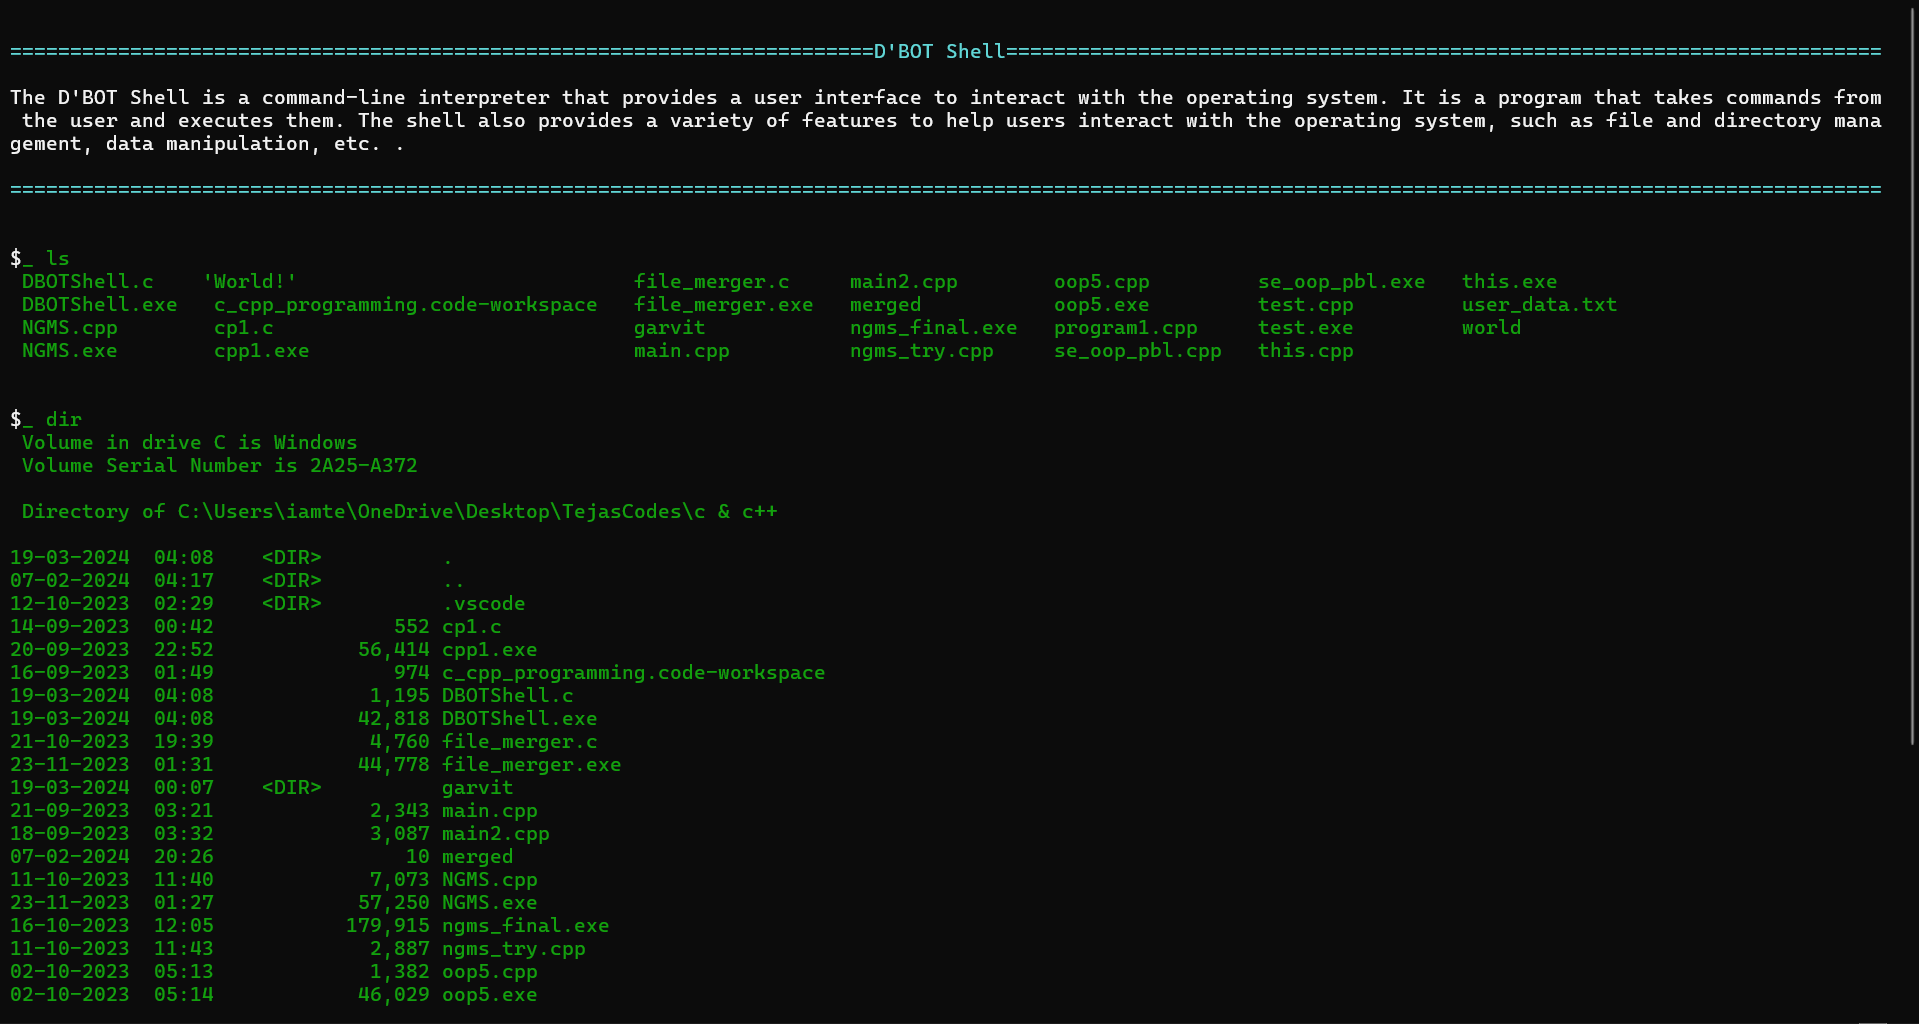 ========================================================================D'BOT Shell=========================================================================
The D'BOT Shell is a command-line interpreter that provides a user interface to interact with the operating system. It is a program that takes commands from
 the user and executes them. The shell also provides a variety of features to help users interact with the operating system, such as file and directory mana
gement, data manipulation, etc. .
============================================================================================================================================================
$_ ls
 DBOTShell.c    'World!'                            file_merger.c     main2.cpp        oop5.cpp         se_oop_pbl.exe   this.exe
 DBOTShell.exe   c_cpp_programming.code-workspace   file_merger.exe   merged           oop5.exe         test.cpp         user_data.txt
 NGMS.cpp        cp1.c                              garvit            ngms_final.exe   program1.cpp     test.exe         world
 NGMS.exe        cpp1.exe                           main.cpp          ngms_try.cpp     se_oop_pbl.cpp   this.cpp
$_ dir
 Volume in drive C is Windows
 Volume Serial Number is 2A25-A372
 Directory of C:\Users\iamte\OneDrive\Desktop\TejasCodes\c & c++
19-03-2024  04:08    <DIR>          .
07-02-2024  04:17    <DIR>          ..
12-10-2023  02:29    <DIR>          .vscode
14-09-2023  00:42               552 cp1.c
20-09-2023  22:52            56,414 cpp1.exe
16-09-2023  01:49               974 c_cpp_programming.code-workspace
19-03-2024  04:08             1,195 DBOTShell.c
19-03-2024  04:08            42,818 DBOTShell.exe
21-10-2023  19:39             4,760 file_merger.c
23-11-2023  01:31            44,778 file_merger.exe
19-03-2024  00:07    <DIR>          garvit
21-09-2023  03:21             2,343 main.cpp
18-09-2023  03:32             3,087 main2.cpp
07-02-2024  20:26                10 merged
11-10-2023  11:40             7,073 NGMS.cpp
23-11-2023  01:27            57,250 NGMS.exe
16-10-2023  12:05           179,915 ngms_final.exe
11-10-2023  11:43             2,887 ngms_try.cpp
02-10-2023  05:13             1,382 oop5.cpp
02-10-2023  05:14            46,029 oop5.exe